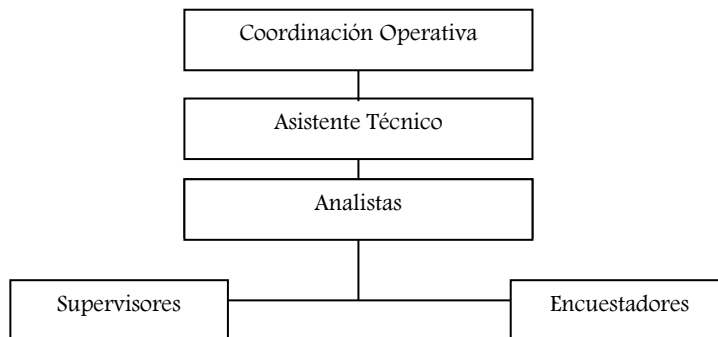 Coordinación Operativa
Asistente Técnico
Analistas
Supervisores
Encuestadores